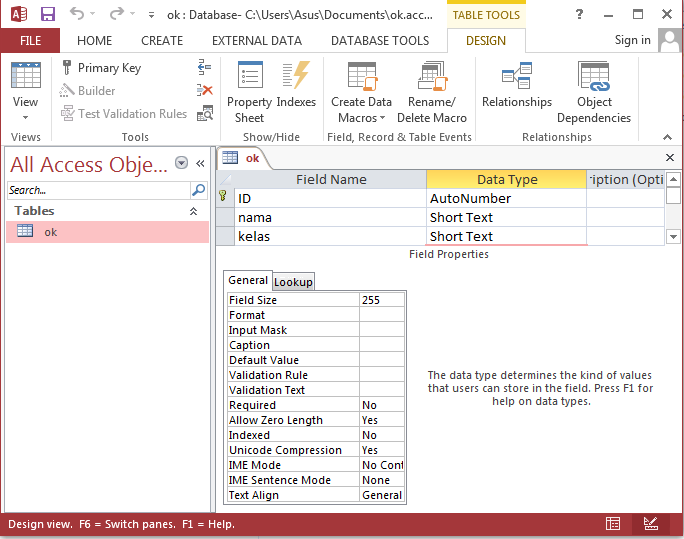 ok : Database- C:\Users\Asus\Documents\ok.acc...
TABLE TOOLS
?
FILE
HOME
CREATE
EXTERNAL DATA
DATABASE TOOLS
DESIGN
Sign in
View
Primary Key
Builder
Test Validation Rules
Property Sheet
Indexes
Create Data Macros
Rename/ Delete Macro
Relationships
Object Dependencies
Views
Tools
Show/Hide
Field, Record & Table Events
Relationships
All Access Obje...
Search...
Tables
ok
ok
Field Name Data Type ription (Opti
ID AutoNumber
nama Short Text
kelas Short Text
Field Properties
General Lookup
Field Size 255
Format
Input Mask
Caption
Default Value
Validation Rule
Validation Text
Required No
Allow Zero Length Yes
Indexed No
Unicode Compression Yes
IME Mode No Cont
IME Sentence Mode None
Text Align General
The data type determines the kind of values
that users can store in the field. Press F1 for
help on data types.
Design view. F6 = Switch panes. F1 = Help.